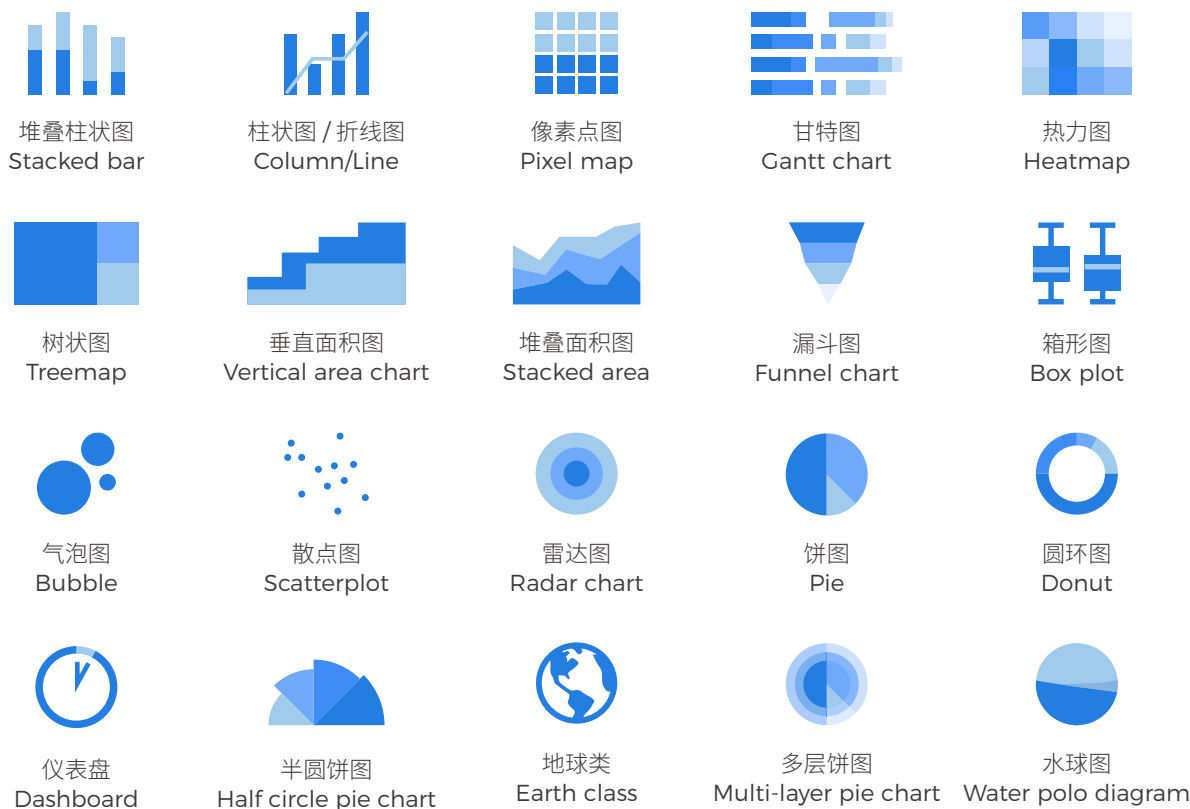 堆叠柱状图
Stacked bar
柱状图 / 折线图
Column/Line
像素点图
Pixel map
甘特图
Gantt chart
热力图
Heatmap
树状图
Treemap
垂直面积图
Vertical area chart
堆叠面积图
Stacked area
漏斗图
Funnel chart
箱形图
Box plot
气泡图
Bubble
散点图
Scatterplot
雷达图
Radar chart
饼图
Pie
圆环图
Donut
仪表盘
Dashboard
半圆饼图
Half circle pie chart
地球类
Earth class
多层饼图
Multi-layer pie chart
水球图
Water polo diagram